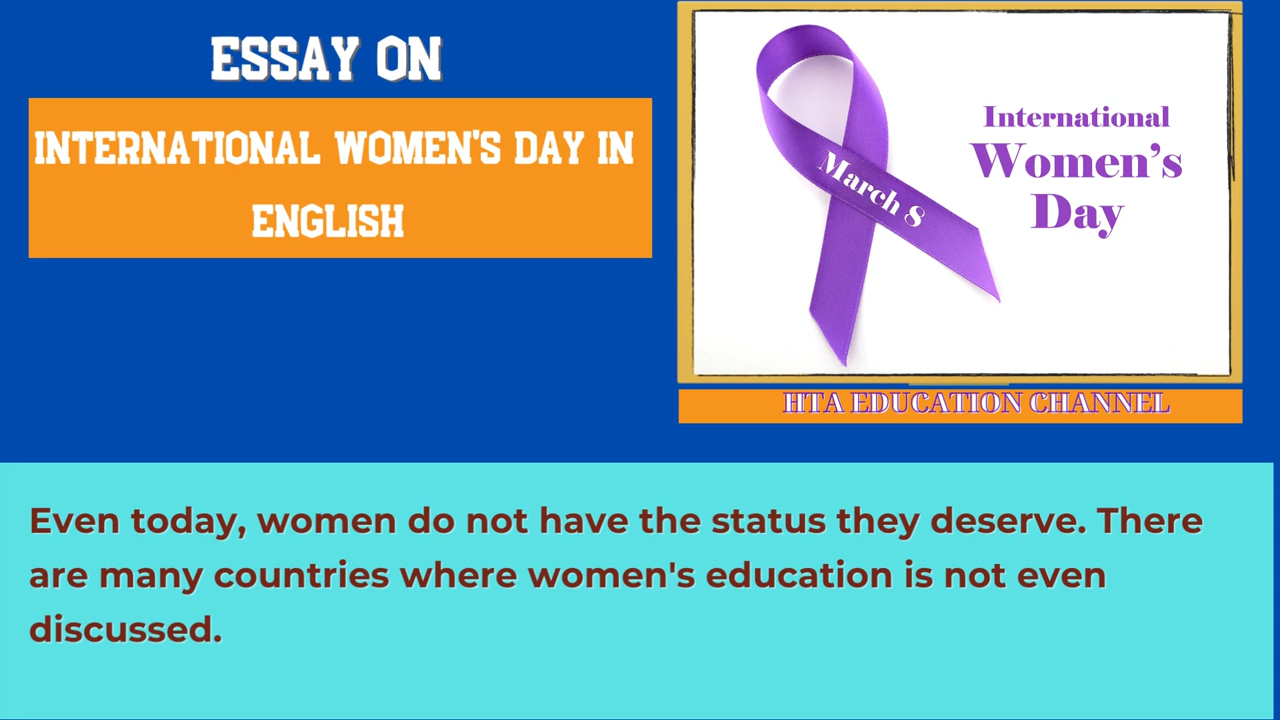 ESSAY ON
INTERNATIONAL WOMEN'S DAY IN
ENGLISH
March 8
International
Women's
Day
HTA EDUCATION CHANNEL
Even today, women do not have the status they deserve. There
are many countries where women's education is not even
discussed.